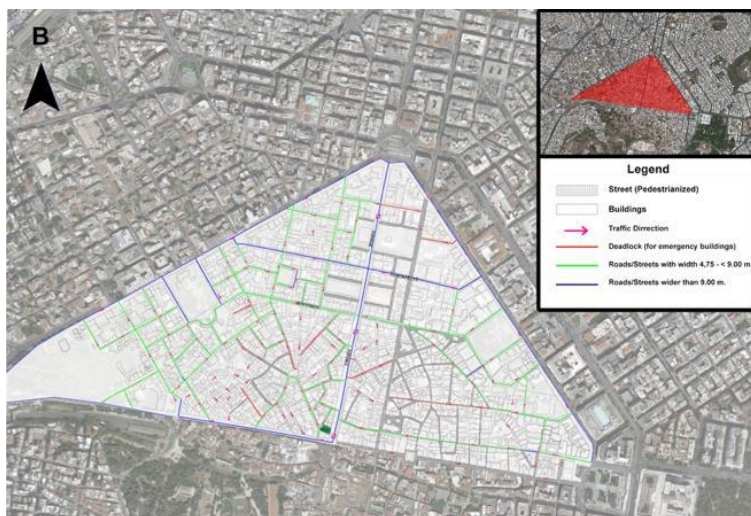 B
Legend
Street (Pedestrianized)
Buildings
Traffic Dirrection
Deadlock (for emergency buildings)
Roads/Streets with width 4,75 - < 9.00 m.
Roads/Streets wider than 9.00 m.